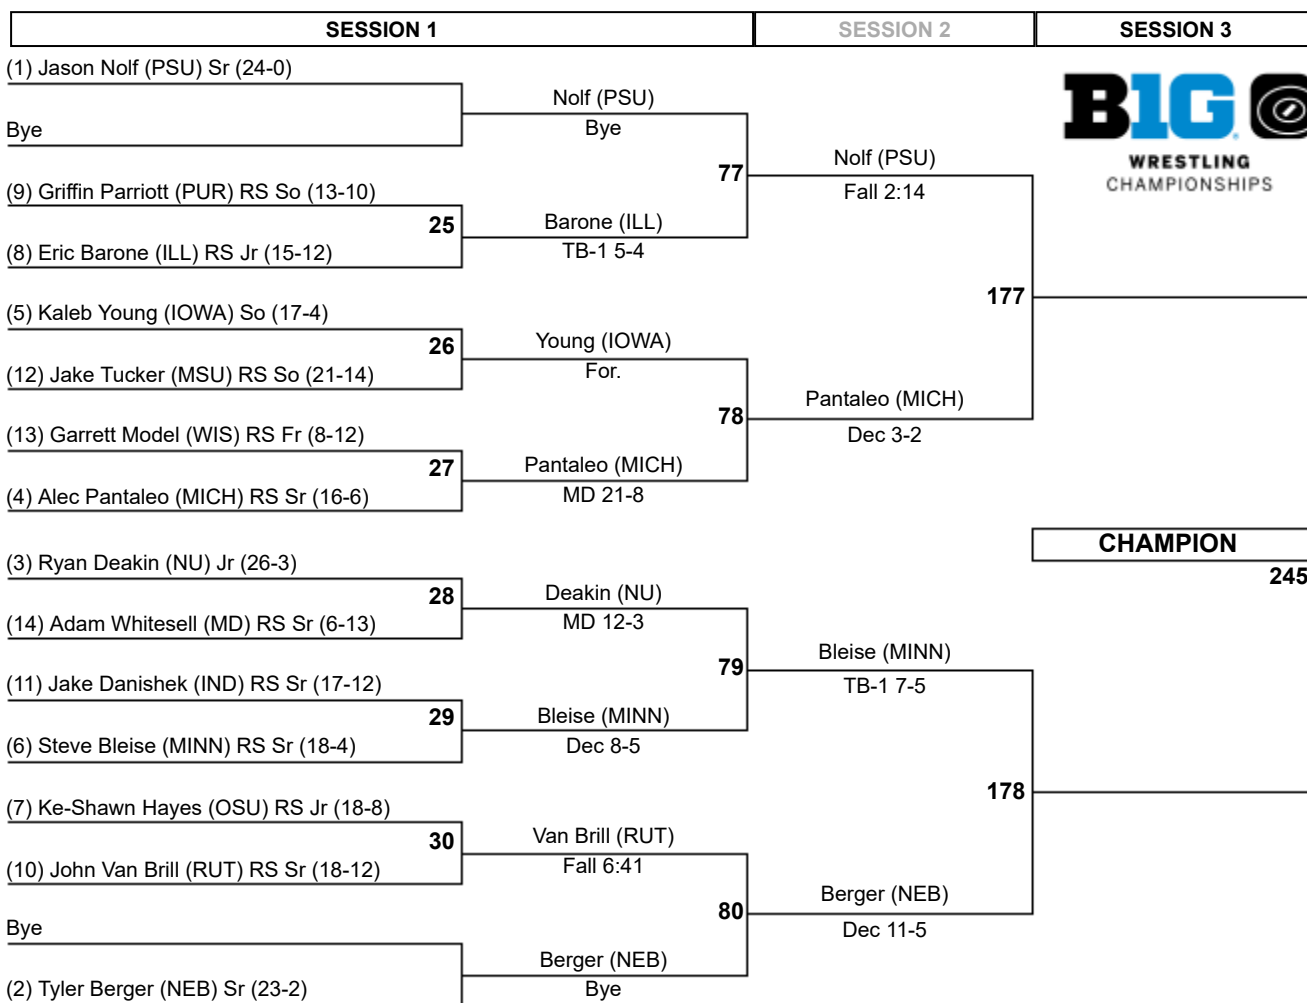 SESSION 1
SESSION 2
SESSION 3
(1) Jason Nolf (PSU) Sr (24-0)
Bye
(9) Griffin Parriott (PUR) RS So (13-10)
25
(8) Eric Barone (ILL) RS Jr (15-12)
(5) Kaleb Young (IOWA) So (17-4)
26
(12) Jake Tucker (MSU) RS So (21-14)
(13) Garrett Model (WIS) RS Fr (8-12)
27
(4) Alec Pantaleo (MICH) RS Sr (16-6)
(3) Ryan Deakin (NU) Jr (26-3)
28
(14) Adam Whitesell (MD) RS Sr (6-13)
(11) Jake Danishek (IND) RS Sr (17-12)
29
(6) Steve Bleise (MINN) RS Sr (18-4)
(7) Ke-Shawn Hayes (OSU) RS Jr (18-8)
30
(10) John Van Brill (RUT) RS Sr (18-12)
Bye
(2) Tyler Berger (NEB) Sr (23-2)
Nolf (PSU)
Bye
77
Barone (ILL)
TB-1 5-4
Young (IOWA)
For.
78
Pantaleo (MICH)
MD 21-8
Deakin (NU)
MD 12-3
79
Bleise (MINN)
Dec 8-5
Van Brill (RUT)
Fall 6:41
80
Berger (NEB)
Bye
Nolf (PSU)
Fall 2:14
177
Pantaleo (MICH)
Dec 3-2
Bleise (MINN)
TB-1 7-5
178
Berger (NEB)
Dec 11-5
B1G
WRESTLING
CHAMPIONSHIPS
CHAMPION
245